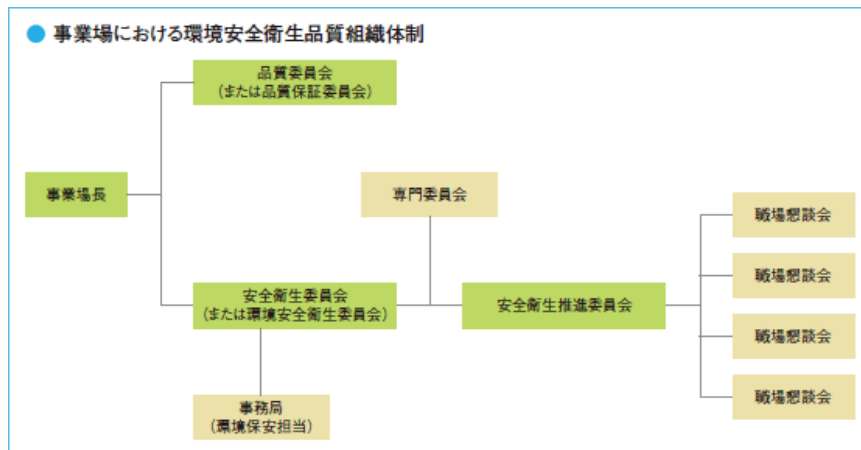 ● 事業場における環境安全衛生品質組織体制
品質委員会
（または品質保証委員会）
事業場長
専門委員会
職場懇談会
職場懇談会
安全衛生委員会
（または環境安全衛生委員会）
安全衛生推進委員会
職場懇談会
職場懇談会
事務局
（環境保安担当）